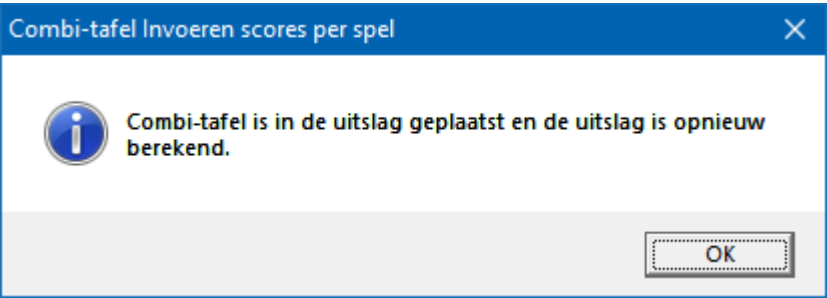 Combi-tafel Invoeren scores per spel
Combi-tafel is in de uitslag geplaatst en de uitslag is opnieuw
berekend.
OK